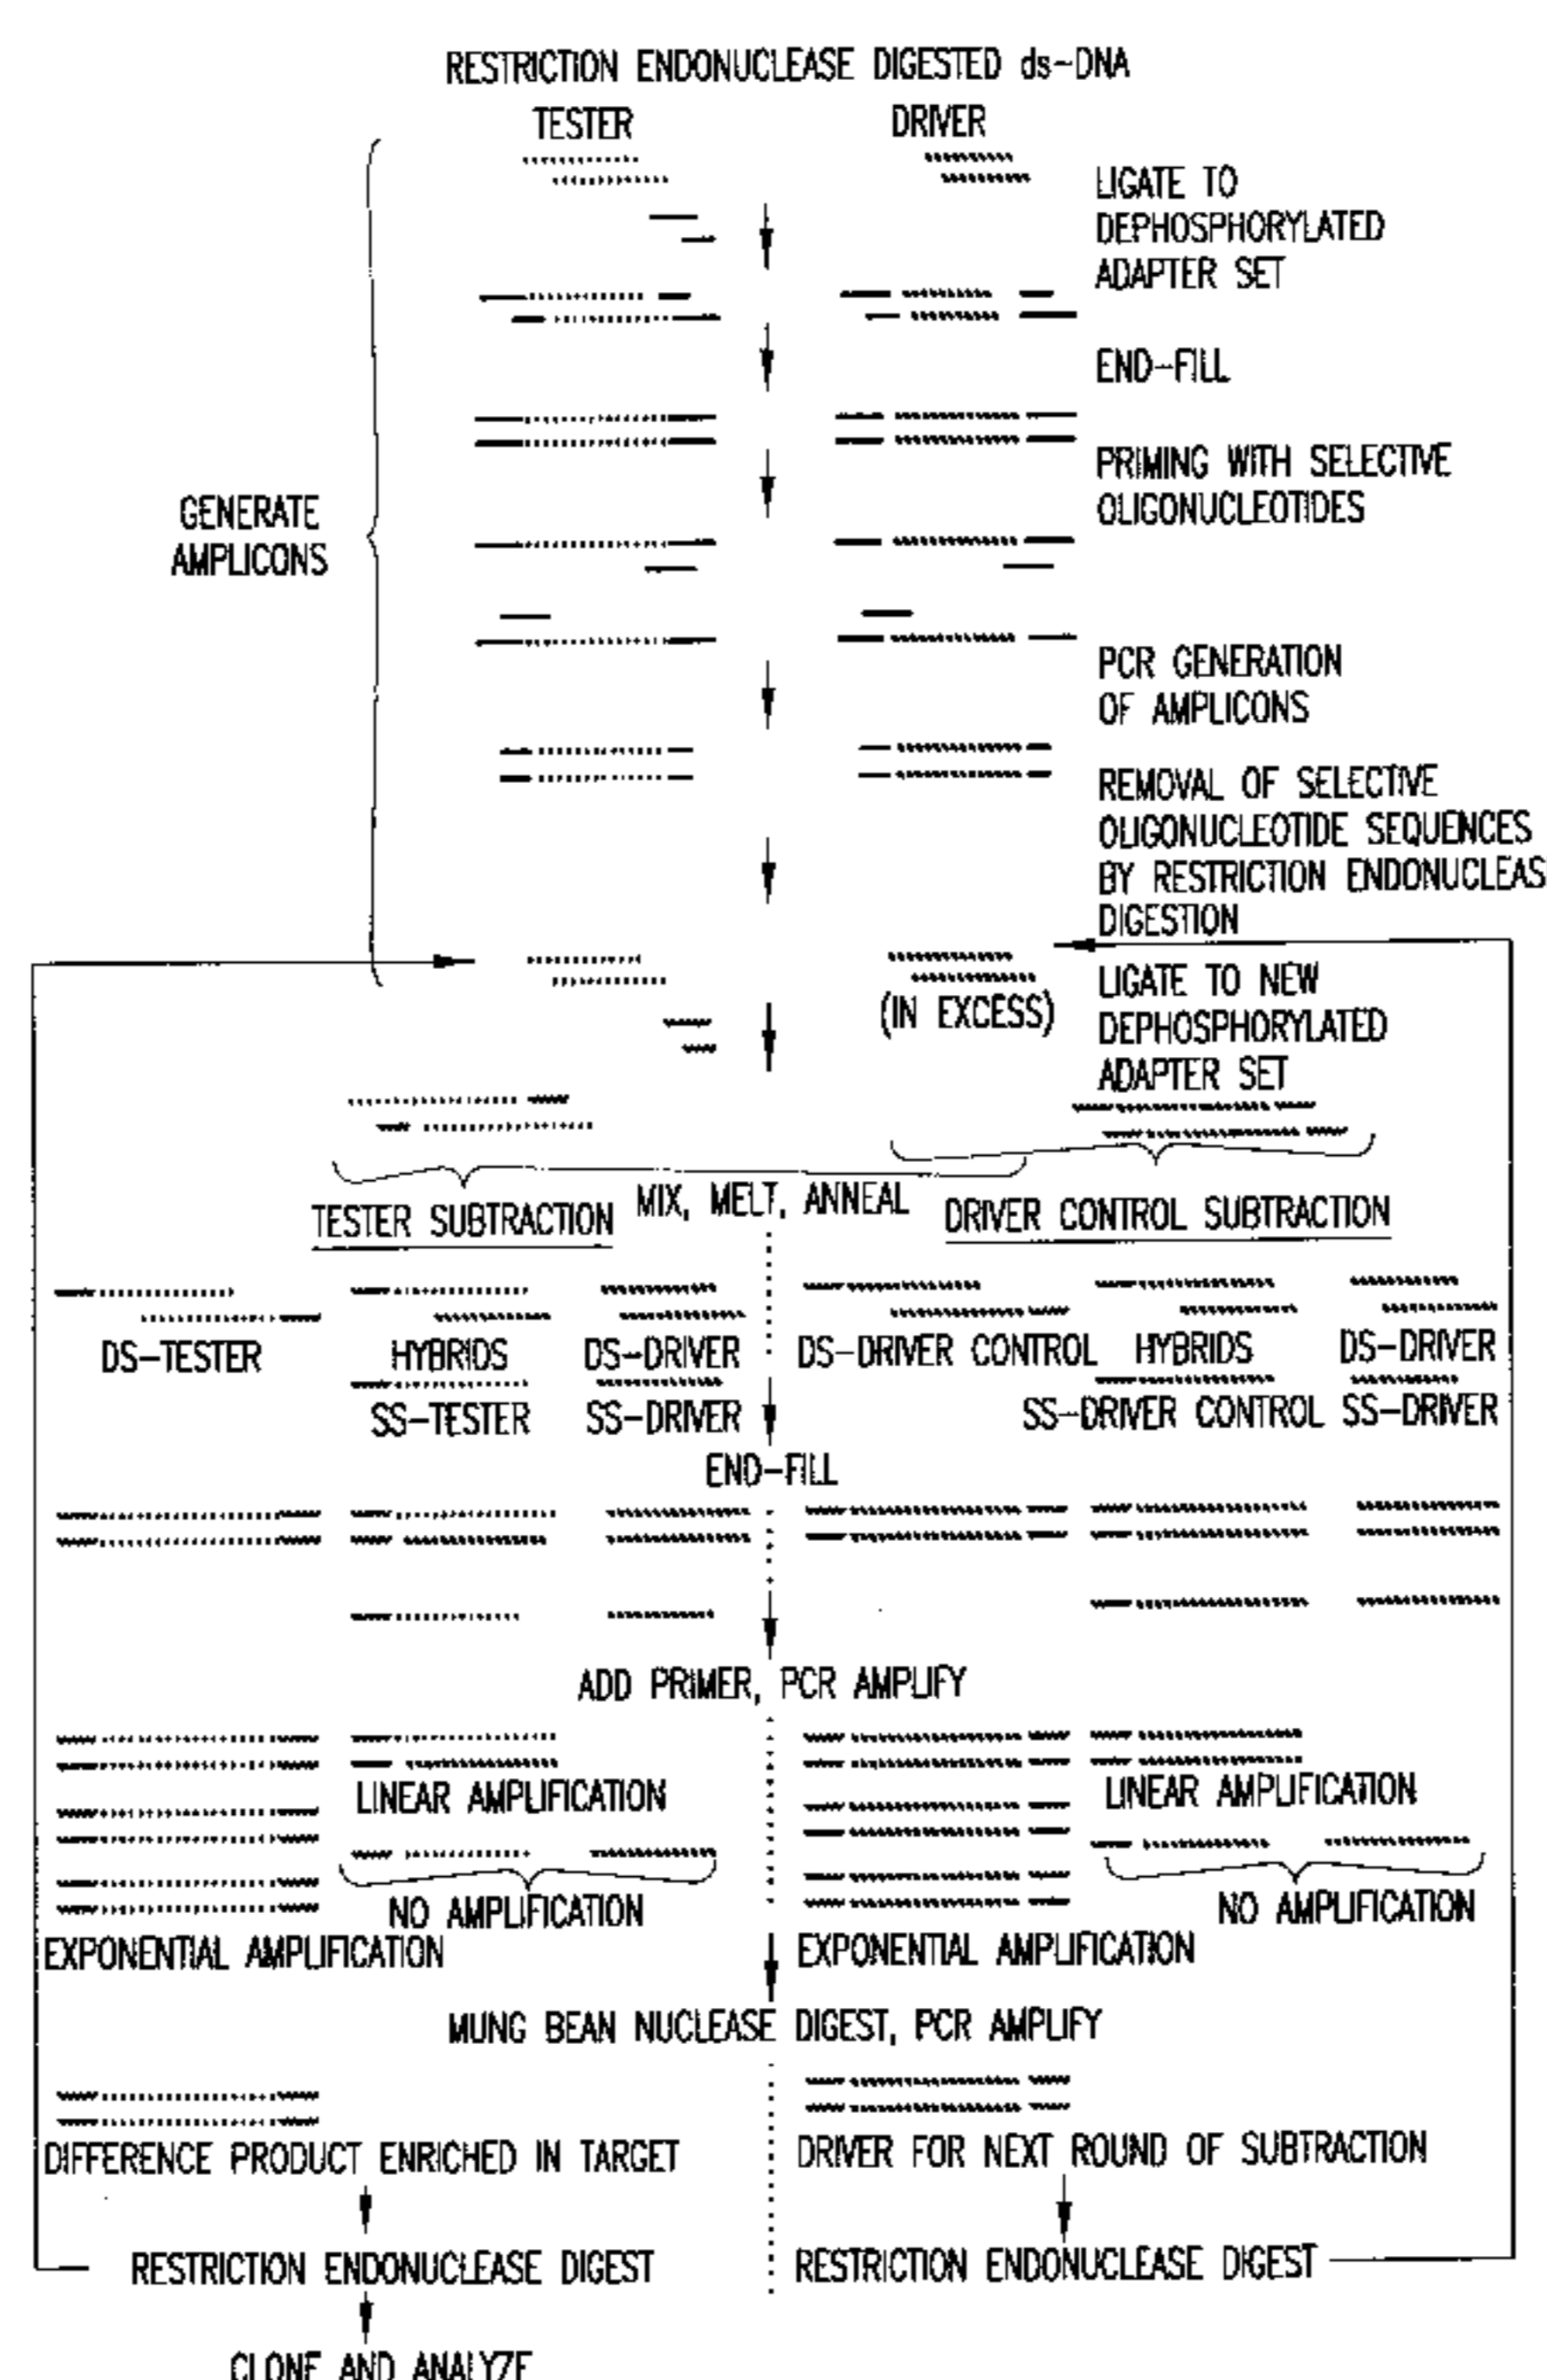 RESTRICTION ENDONUCLEASE DIGESTED ds-DNA
TESTER
DRIVER
LIGATE TO
DEPHOSPHORYLATED
ADAPTER SET
END-FILL
PRIMING WITH SELECTIVE
OLIGONUCLEOTIDES
GENERATE
AMPLICONS
PCR GENERATION
OF AMPLICONS
REMOVAL OF SELECTIVE
OLIGONUCLEOTIDE SEQUENCES
BY RESTRICTION ENDONUCLEAS
DIGESTION
(IN EXCESS)
LIGATE TO NEW
DEPHOSPHORYLATED
ADAPTER SET
MIX, MELT, ANNEAL
TESTER SUBTRACTION
DRIVER CONTROL SUBTRACTION
DS-TESTER HYBRIDS DS-DRIVER DS-DRIVER CONTROL HYBRIDS DS-DRIVER
SS-TESTER SS-DRIVER SS-DRIVER CONTROL SS-DRIVER
END-FILL
ADD PRIMER, PCR AMPLIFY
LINEAR AMPLIFICATION
LINEAR AMPLIFICATION
NO AMPLIFICATION
NO AMPLIFICATION
EXPONENTIAL AMPLIFICATION
EXPONENTIAL AMPLIFICATION
MUNG BEAN NUCLEASE DIGEST, PCR AMPLIFY
DIFFERENCE PRODUCT ENRICHED IN TARGET
DRIVER FOR NEXT ROUND OF SUBTRACTION
RESTRICTION ENDONUCLEASE DIGEST
RESTRICTION ENDONUCLEASE DIGEST
CLONE AND ANALYZE